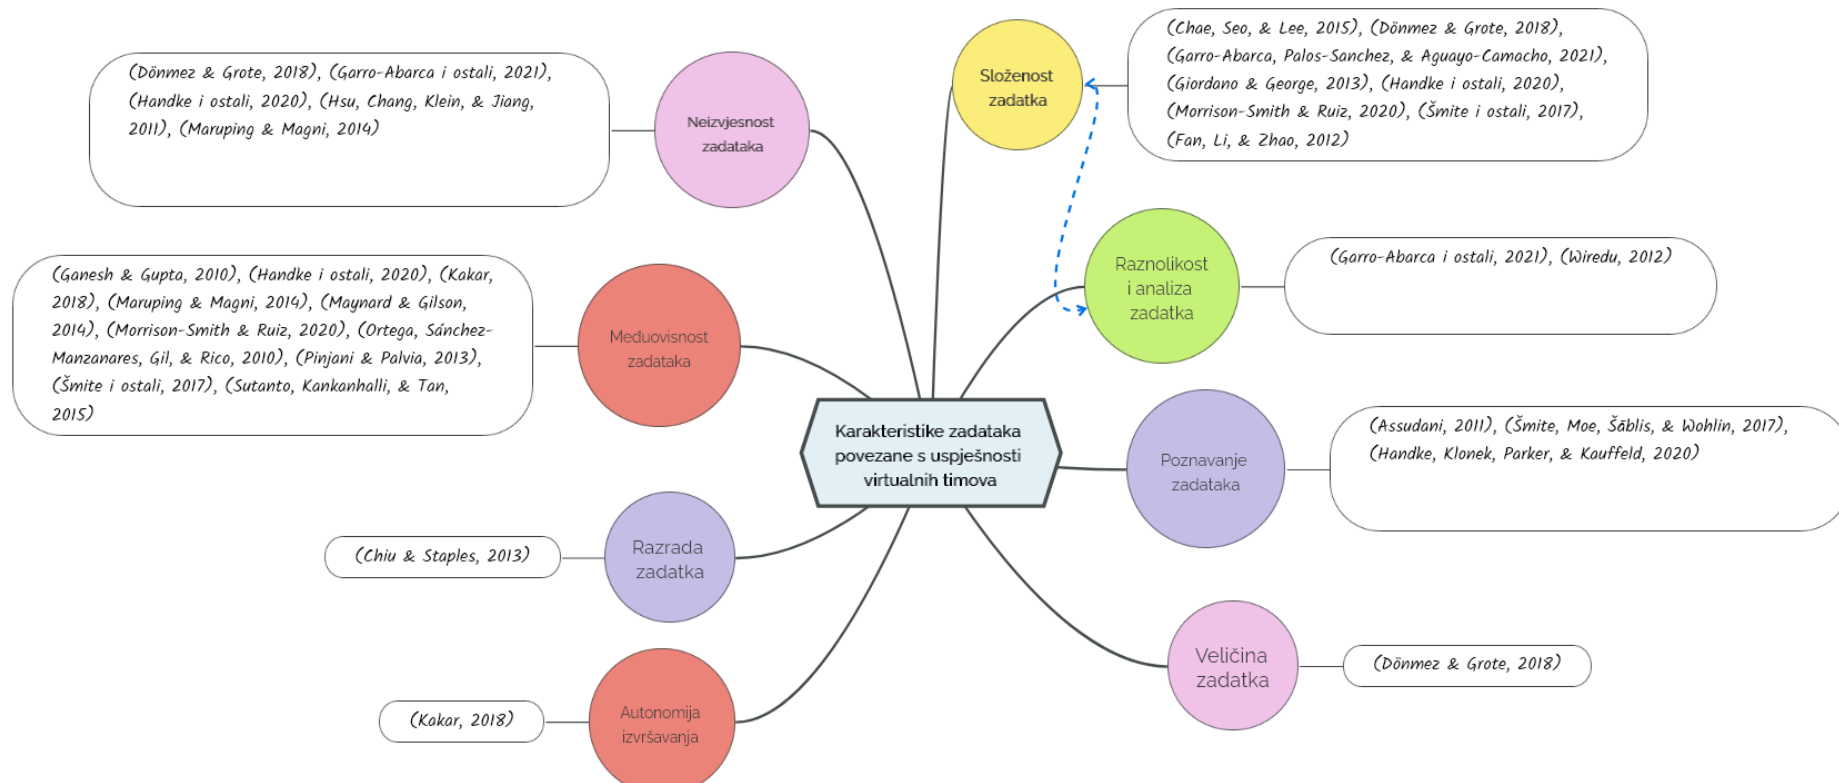 (Chae, Seo, & Lee, 2015), (Dönmez & Grote, 2018),
(Garro-Abarca, Palos-Sanchez, & Aguayo-Camacho, 2021),
(Giordano & George, 2013), (Handke i ostali, 2020),
(Morrison-Smith & Ruiz, 2020), (Šmite i ostali, 2017),
(Fan, Li, & Zhao, 2012)
Složenost
zadatka
(Dönmez & Grote, 2018), (Garro-Abarca i ostali, 2021),
(Handke i ostali, 2020), (Hsu, Chang, Klein, & Jiang,
2011), (Maruping & Magni, 2014)
Neizvjesnost
zadataka
Raznolikost
i analiza
zadatka
(Garro-Abarca i ostali, 2021), (Wiredu, 2012)
(Ganesh & Gupta, 2010), (Handke i ostali, 2020), (Kakar,
2018), (Maruping & Magni, 2014), (Maynard & Gilson,
2014), (Morrison-Smith & Ruiz, 2020), (Ortega, Sánchez-
Manzanares, Gil, & Rico, 2010), (Pinjani & Palvia, 2013),
(Šmite i ostali, 2017), (Sutanto, Kankanhalli, & Tan,
2015)
Međuovisnost
zadataka
Karakteristike zadataka
povezane s uspješnosti
virtualnih timova
Poznavanje
zadataka
(Assudani, 2011), (Šmite, Moe, Šāblis, & Wohlin, 2017),
(Handke, Klonek, Parker, & Kauffeld, 2020)
(Chiu & Staples, 2013)
Razrada
zadatka
Veličina
zadatka
(Dönmez & Grote, 2018)
(Kakar, 2018)
Autonomija
izvršavanja